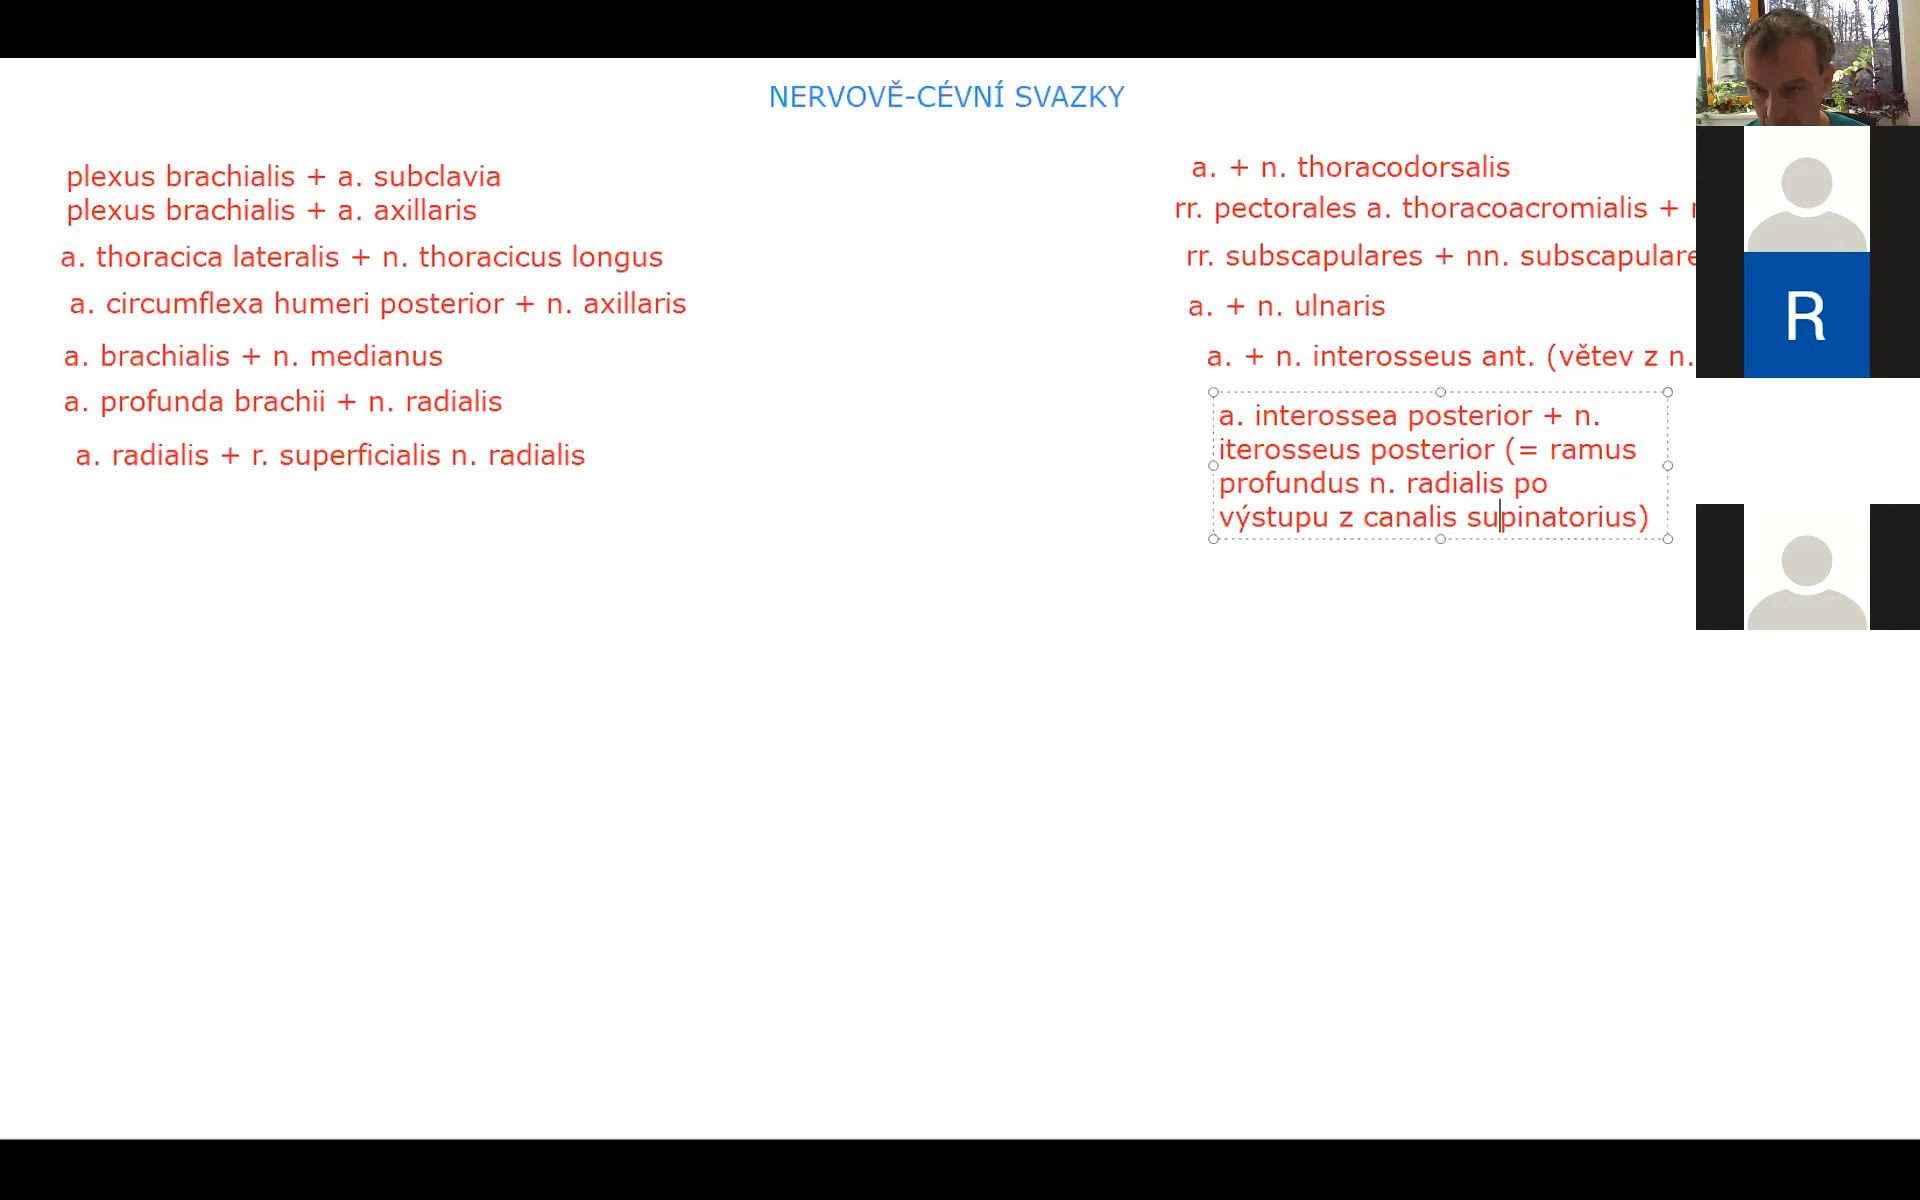 NERVOVĚ-CÉVNÍ SVAZKY
plexus brachialis + a. subclavia
plexus brachialis + a. axillaris
a. thoracica lateralis + n. thoracicus longus
a. circumflexa humeri posterior + n. axillaris
a. brachialis + n. medianus
a. profunda brachii + n. radialis
a. radialis + r. superficialis n. radialis
a. + n. thoracodorsalis
rr. pectorales a. thoracoacromialis +
rr. subscapulares + nn. subscapulare
a. + n. ulnaris
a. + n. interosseus ant. (větev z n.
a. interossea posterior + n.
iterosseus posterior (= ramus
profundus n. radialis po
výstupu z canalis supinatorius)
R